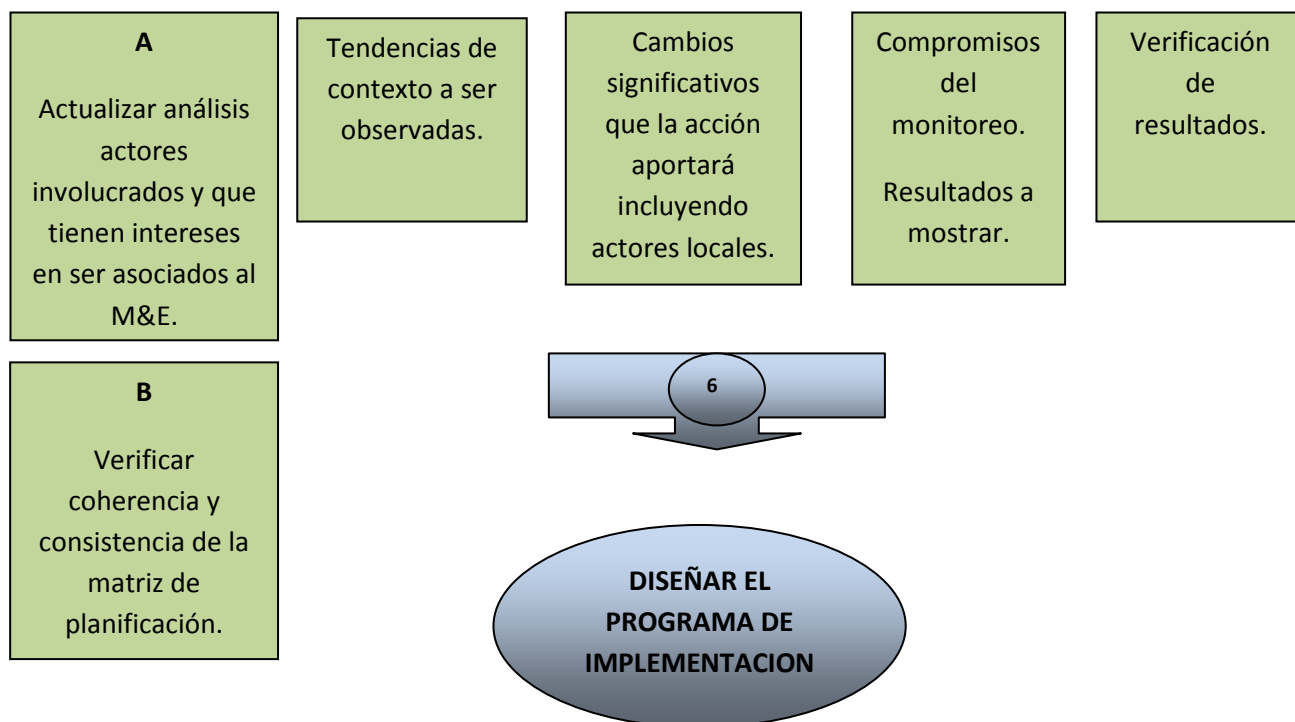 A
Actualizar análisis
actores
involucrados y que
tienen intereses
en ser asociados al
M&E.
B
Verificar
coherencia y
consistencia de la
matriz de
planificación.
Tendencias de
contexto a ser
observadas.
Cambios
significativos
que la acción
aportará
incluyendo
actores locales.
Compromisos
del
monitoreo.
Resultados a
mostrar.
Verificación
de
resultados.
6
DISEÑAR EL
PROGRAMA DE
IMPLEMENTACION